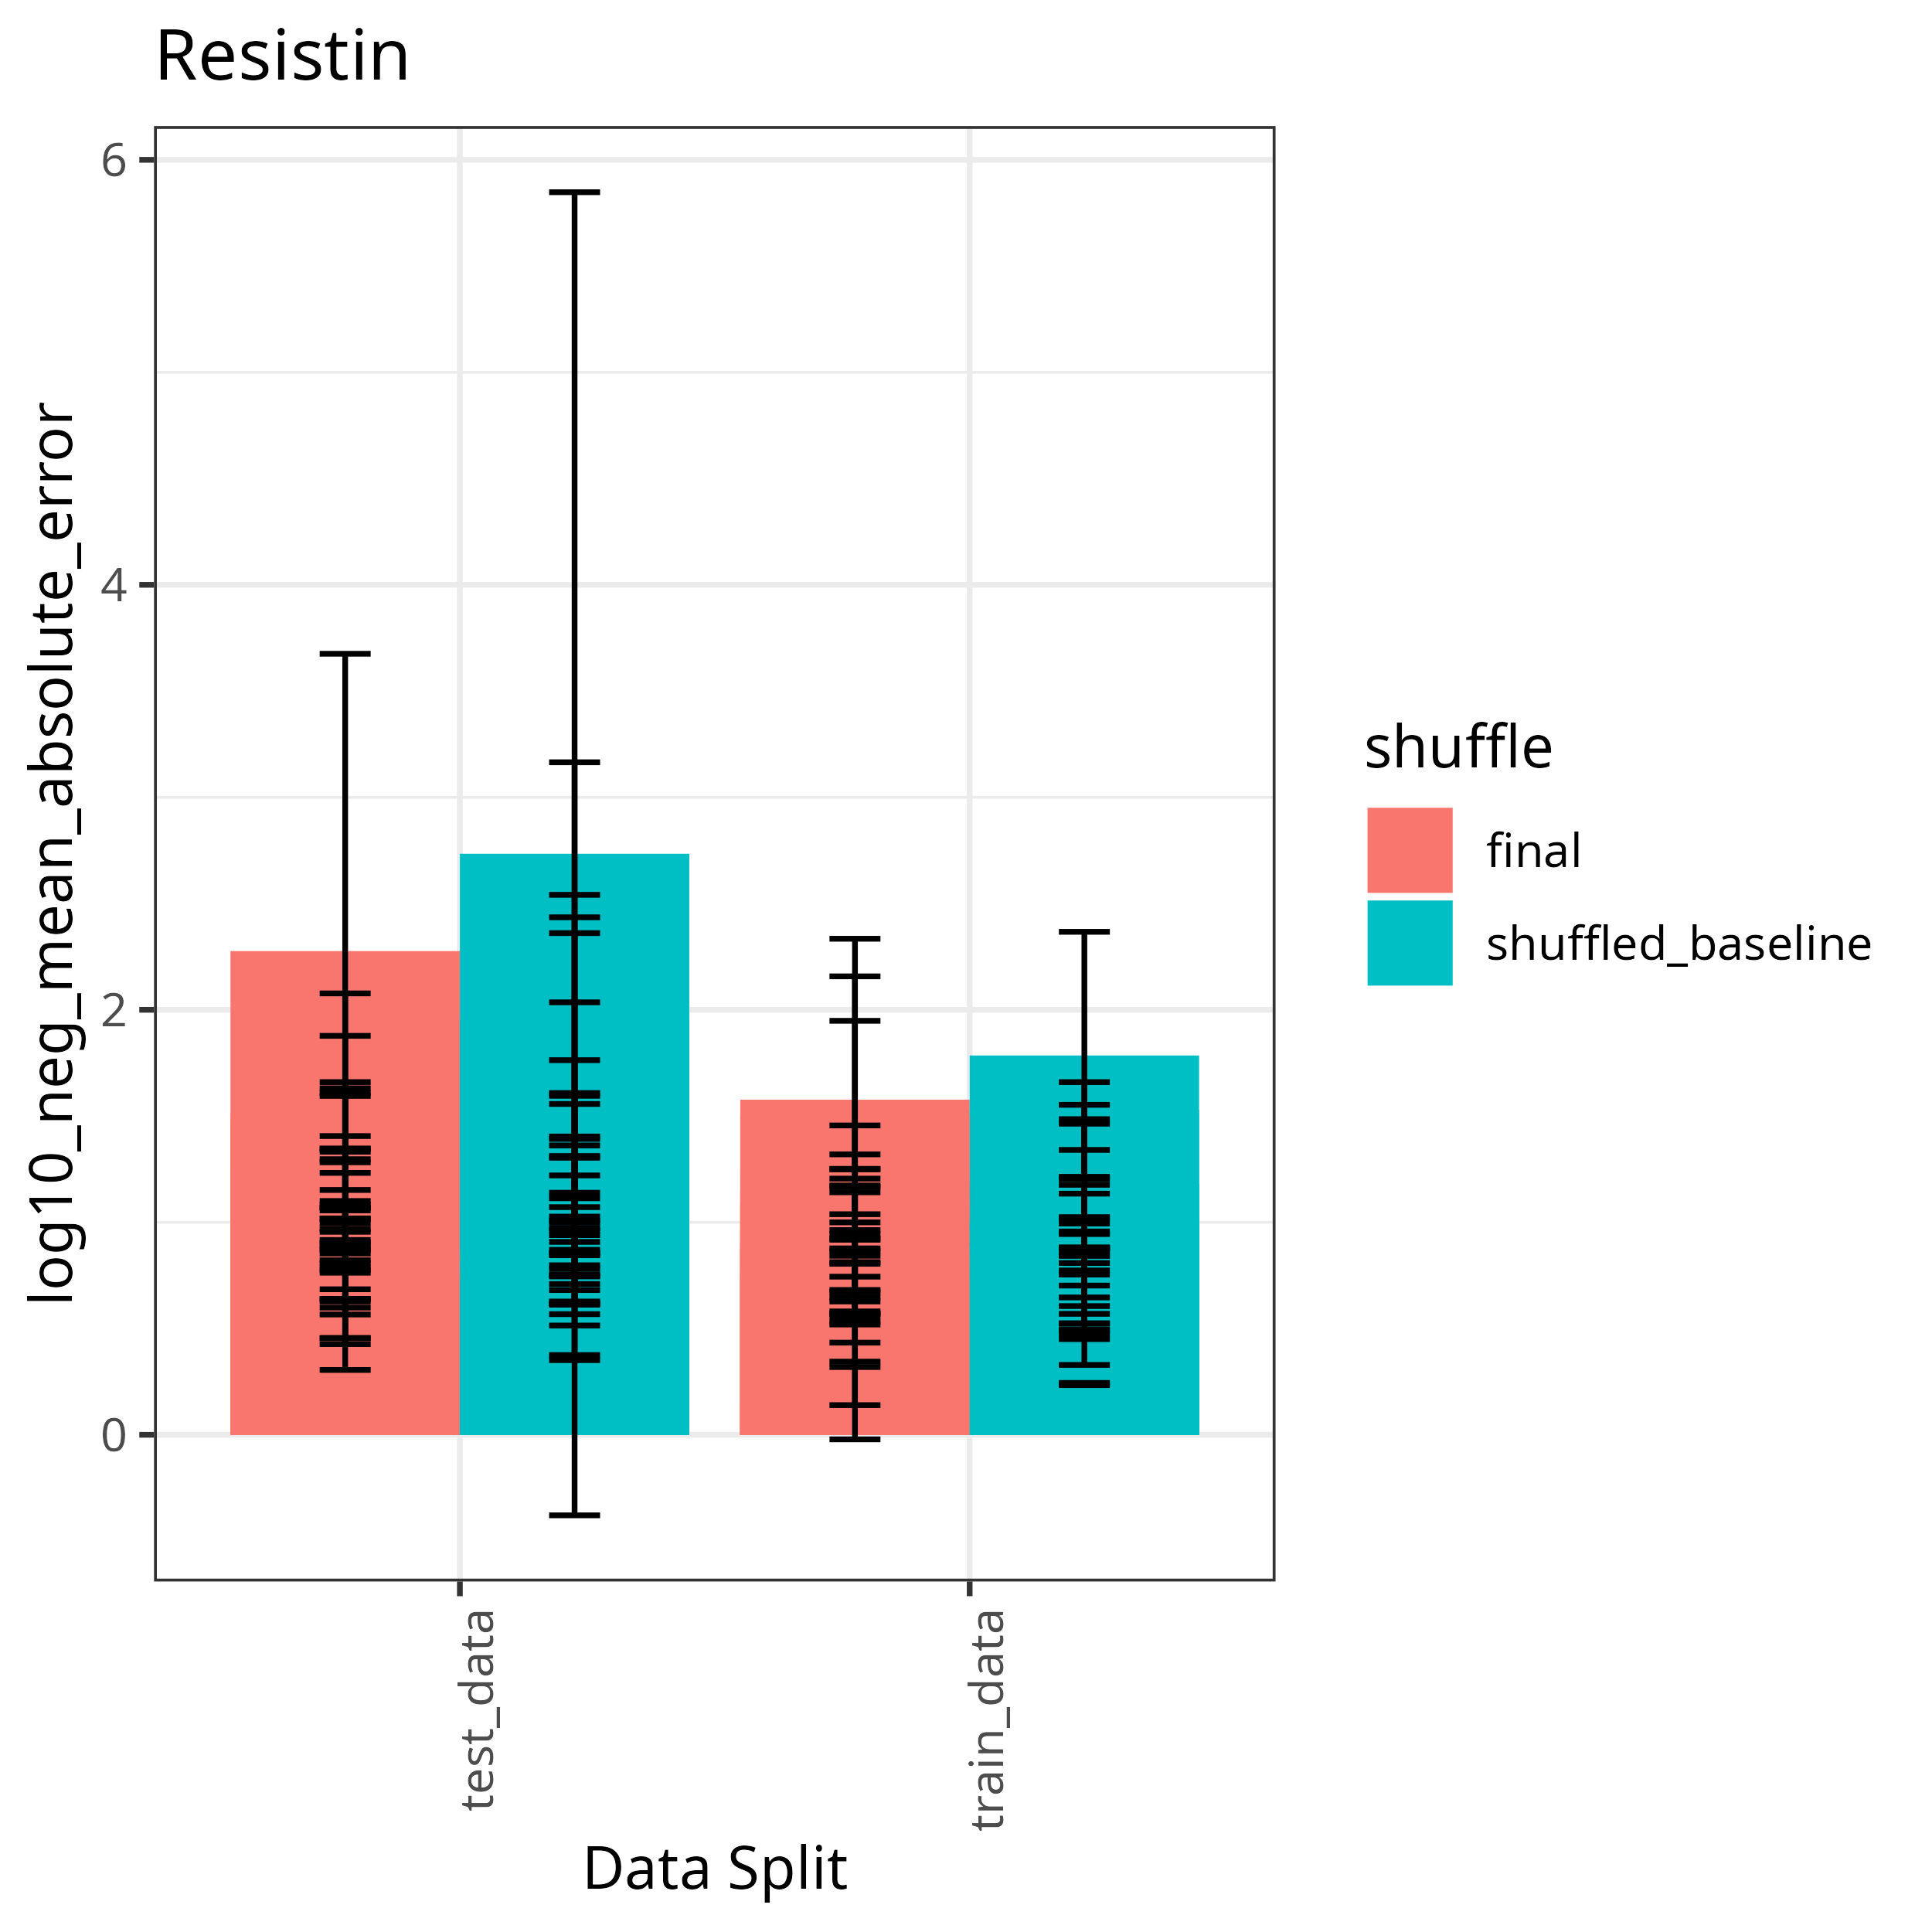 Resistin
log10_neg_mean_absolute_error
6
4
2
0
test_data
train_data
Data Split
shuffle
final
shuffled_baseline